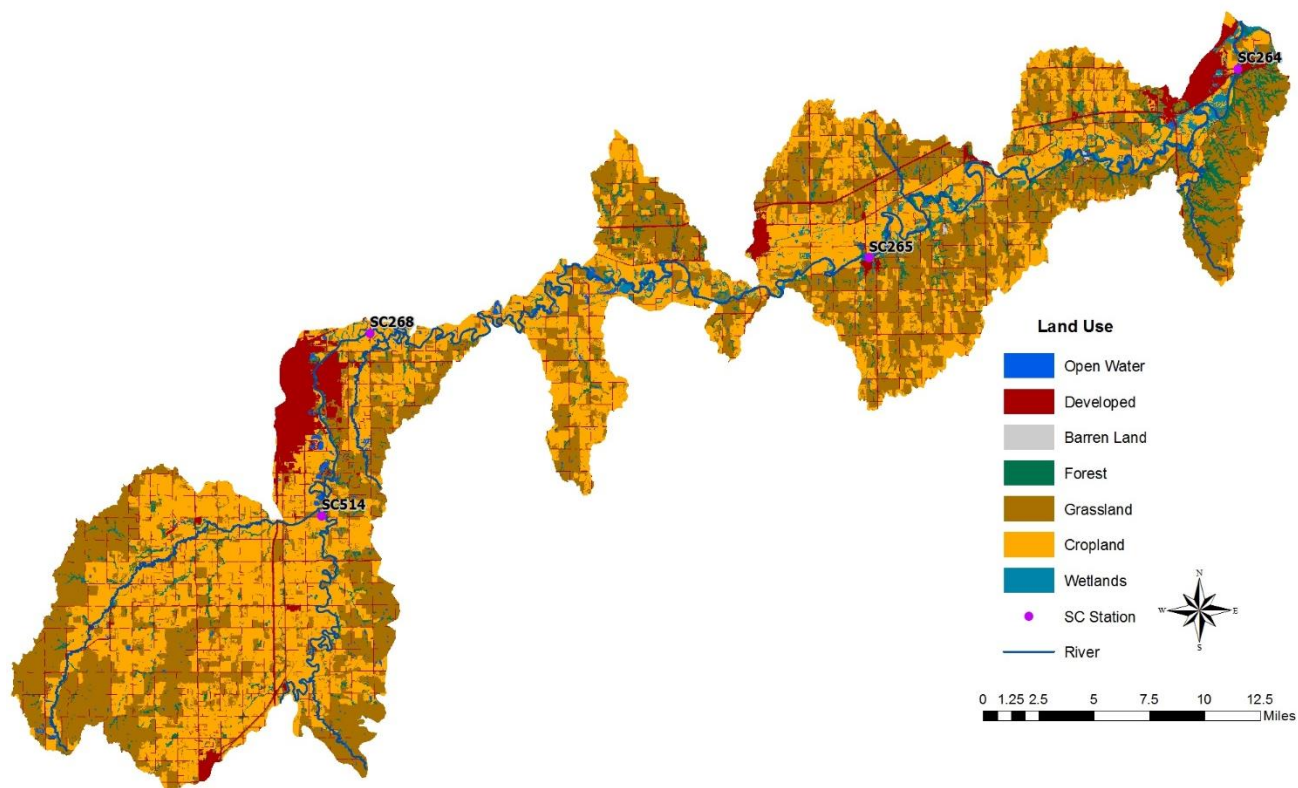 SC264
SC265
SC268
SC514
Land Use
Open Water
Developed
Barren Land
Forest
Grassland
Cropland
Wetlands
SC Station
River
N
W E
S
0 1.25 2.5 5 7.5 10 12.5
Miles